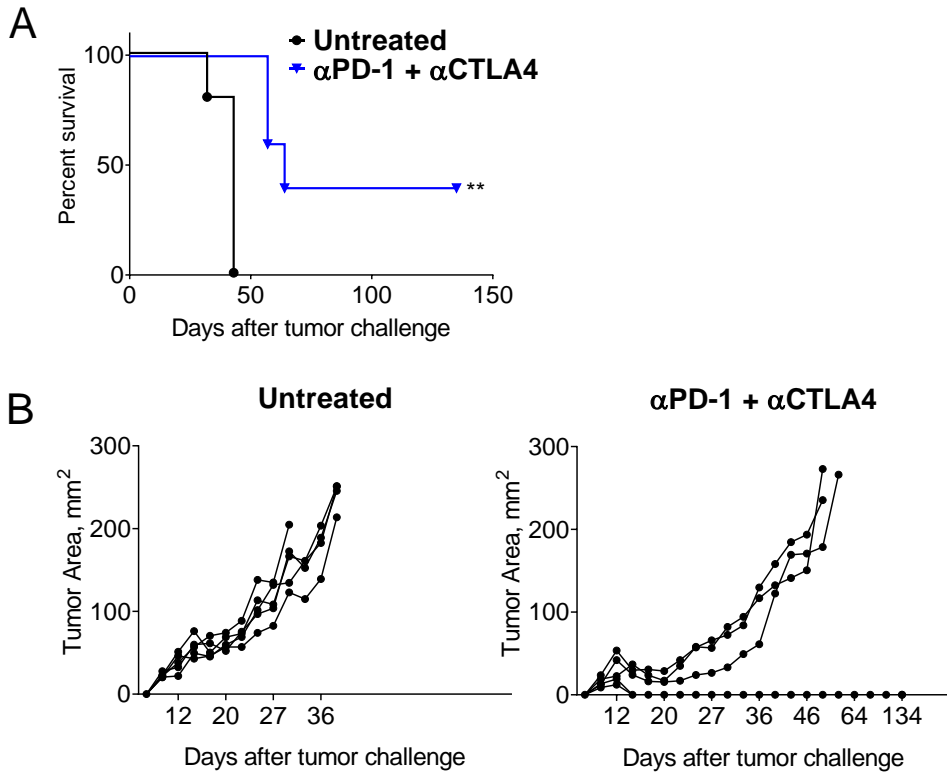 A
Untreated
αPD-1 + αCTLA4
Percent survival
100
50
0
**
0 50 100 150
Days after tumor challenge
B
Untreated
αPD-1 + αCTLA4
Tumor Area, mm²
300
200
100
0
12 20 27 36
Days after tumor challenge
Tumor Area, mm²
300
200
100
0
12 20 27 36 46 64 134
Days after tumor challenge